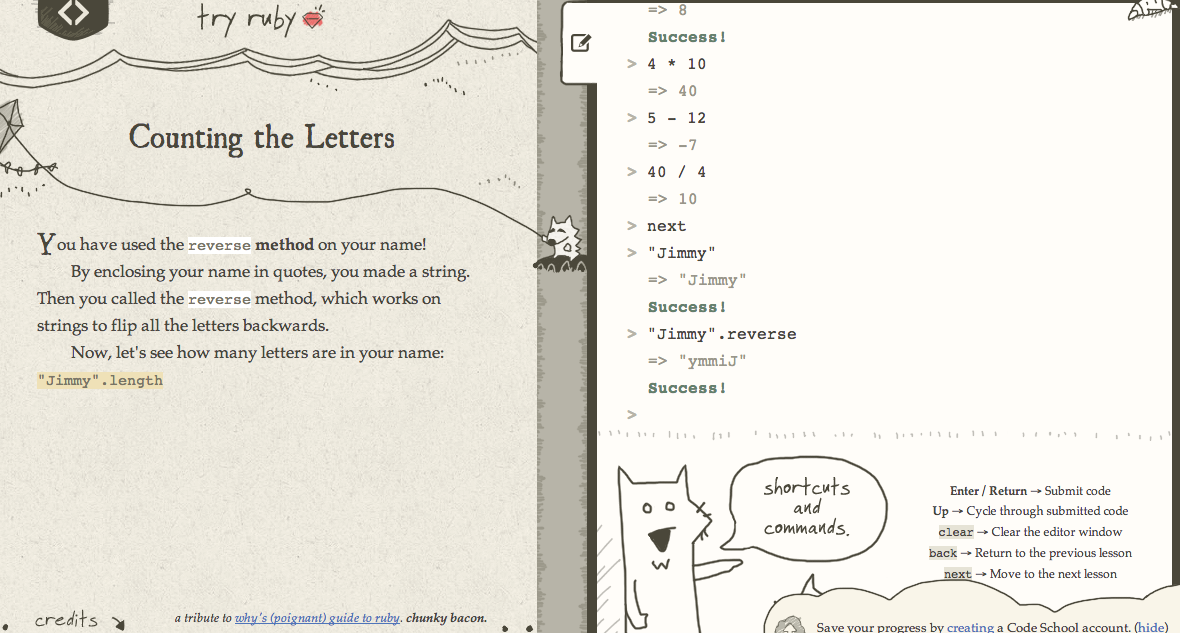 try ruby
Counting the Letters
You have used the reverse method on your name!
By enclosing your name in quotes, you made a string.
Then you called the reverse method, which works on
strings to flip all the letters backwards.
Now, let's see how many letters are in your name:
"Jimmy".length
credits
a tribute to why's (poignant) guide to ruby. chunky bacon.
=> 8
Success!
> 4 * 10
=> 40
> 5 - 12
=> -7
> 40 / 4
=> 10
> next
> "Jimmy"
=> "Jimmy"
Success!
> "Jimmy".reverse
=> "ymmiJ"
Success!
>
shortcuts
and
commands.
Enter / Return → Submit code
Up → Cycle through submitted code
clear → Clear the editor window
back → Return to the previous lesson
next → Move to the next lesson
Save your progress by creating a Code School account. (hide)